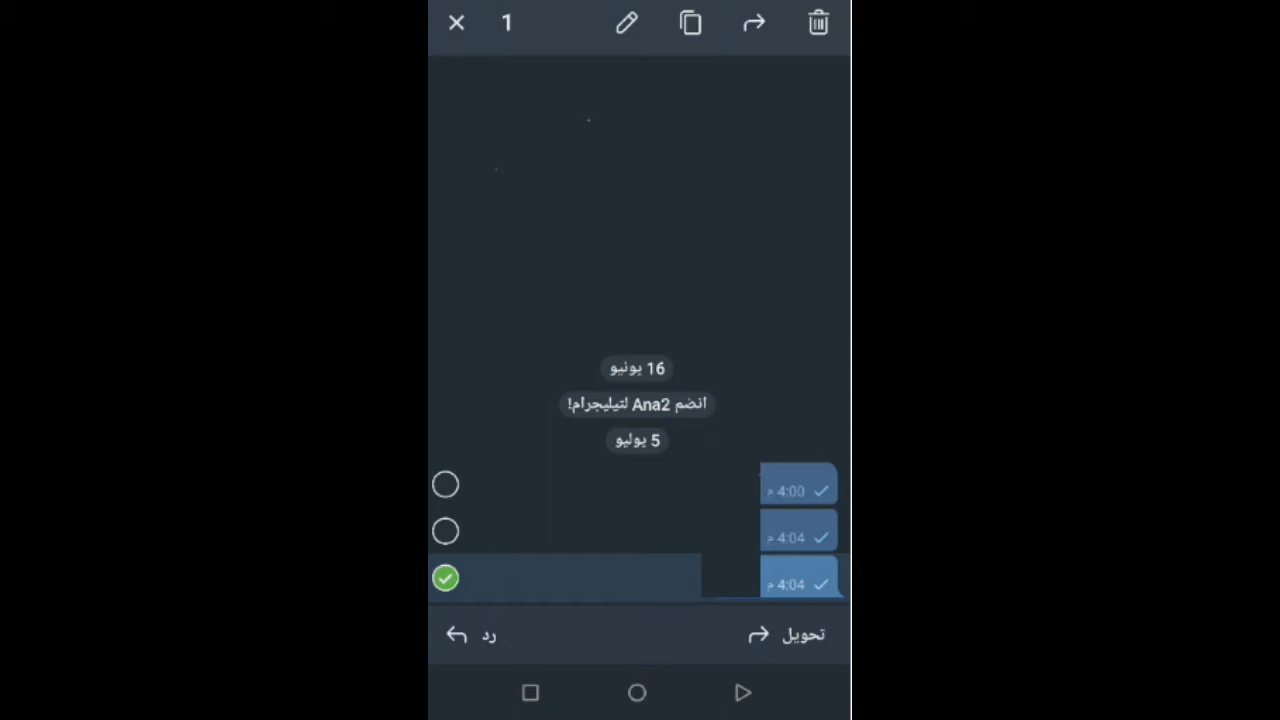 1
16 يونيو
انضم Ana2 لتيليجرام!
5 يوليو
4:00 م
4:04 م
4:04 م
رد
تحويل